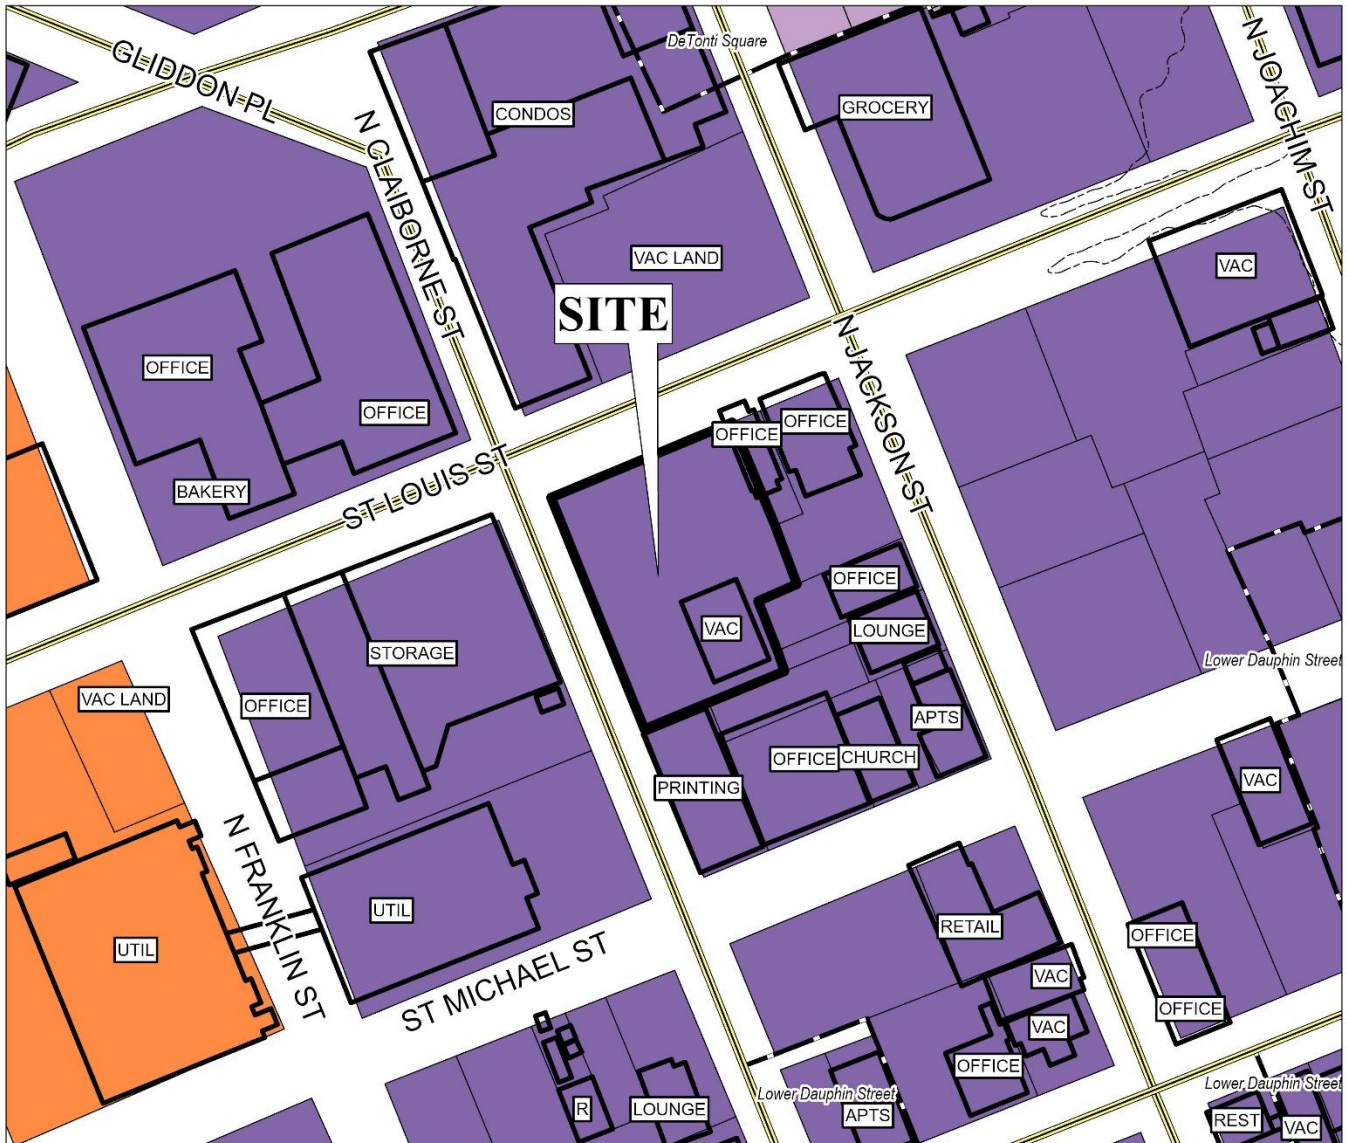 DeTonti Square
GLIDDON PL
N JOACHIM ST
CONDOS
GROCERY
N CLAIBORNE ST
VAC LAND
VAC
SITE
OFFICE
N JACKSON ST
OFFICE
OFFICE
OFFICE
BAKERY
ST LOUIS ST
OFFICE
VAC
LOUNGE
STORAGE
Lower Dauphin Street
VAC LAND
OFFICE
APTS
OFFICE
CHURCH
PRINTING
VAC
N FRANKLIN ST
UTIL
RETAIL
OFFICE
UTIL
ST MICHAEL ST
VAC
OFFICE
VAC
OFFICE
Lower Dauphin Street
Lower Dauphin Street
R
LOUNGE
APTS
REST
VAC